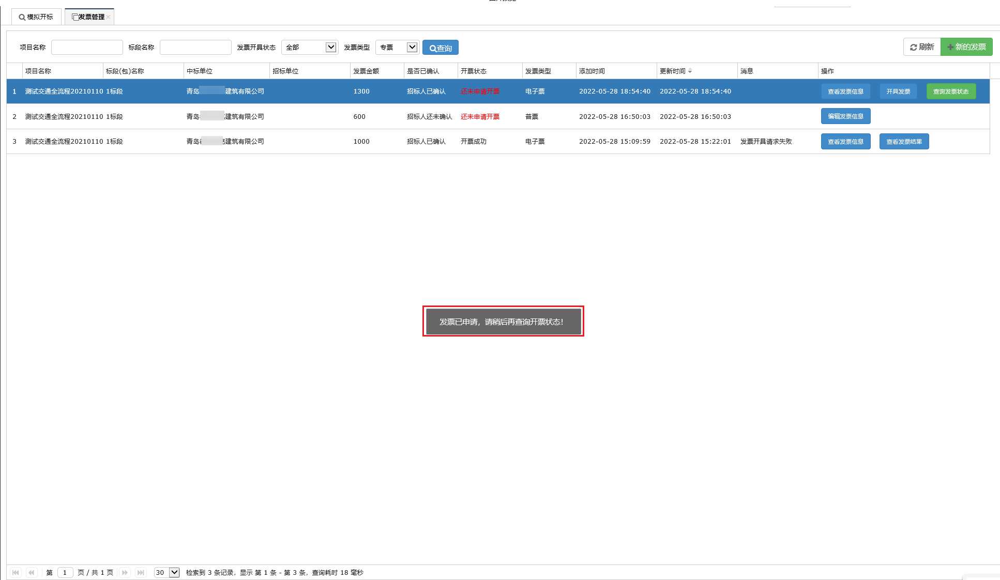 模拟开标 发票管理
项目名称 标段名称 发票开具状态 全部 发票类型 专票 查询 刷新 新的发票
项目名称 标段(包)名称 中标单位 招标单位 发票金额 是否已确认 开票状态 发票类型 添加时间 更新时间 消息 操作
1 测试交通全流程20210110 1标段 青岛 建筑有限公司 1300 招标人已确认 还未申请开票 电子票 2022-05-28 18:54:40 2022-05-28 18:54:40 查看发票信息 开具发票 查询发票状态
2 测试交通全流程20210110 1标段 青岛 建筑有限公司 600 招标人还未确认 还未申请开票 普票 2022-05-28 16:50:03 2022-05-28 16:50:03 编辑发票信息
3 测试交通全流程20210110 1标段 青岛 建筑有限公司 1000 招标人已确认 开票成功 电子票 2022-05-28 15:09:59 2022-05-28 15:22:01 发票开具请求失败 查看发票信息 查看发票结果
发票已申请，请稍后再查询开票状态！
第 1 页 / 共 1 页 30 检索到 3 条记录，显示 第 1 条 - 第 3 条，查询耗时 18 毫秒